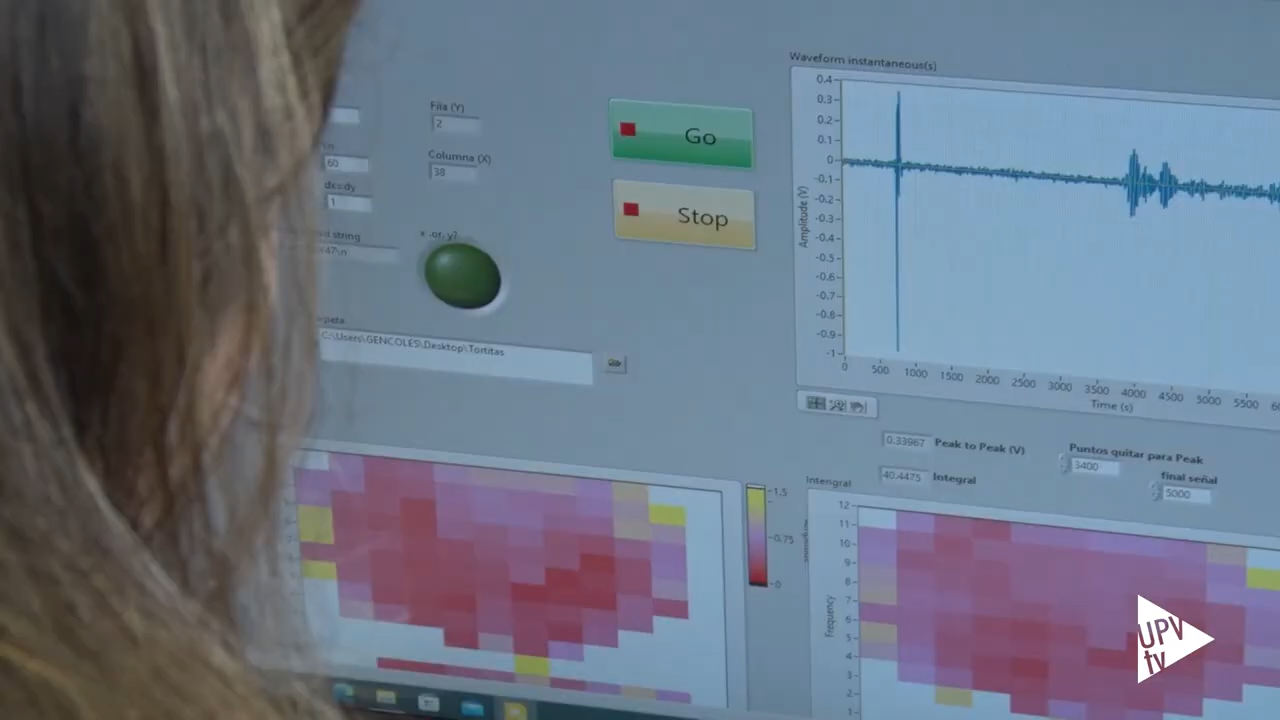 Waveform instantaneous(s)
Fila (Y)
2
Columna (X)
38
60
dx=dy
1
string
x47\n
x .or. y?
Go
Stop
C:\Users\GENCOLES\Desktop\Tortitas
0.4
0.3
0.2
0.1
0
-0.1
-0.2
-0.3
-0.4
-0.5
-0.6
-0.7
-0.8
-0.9
-1
Amplitude (V)
0 500 1000 1500 2000 2500 3000 3500 4000 4500 5000 5500
Time (s)
0.33967 Peak to Peak (V)
40.4475 Integral
Puntos quitar para Peak
3400
final señal
5000
1.5
0.75
0
Intengral
12
11
10
9
8
7
6
5
4
3
2
1
Frequency
UPV
tv